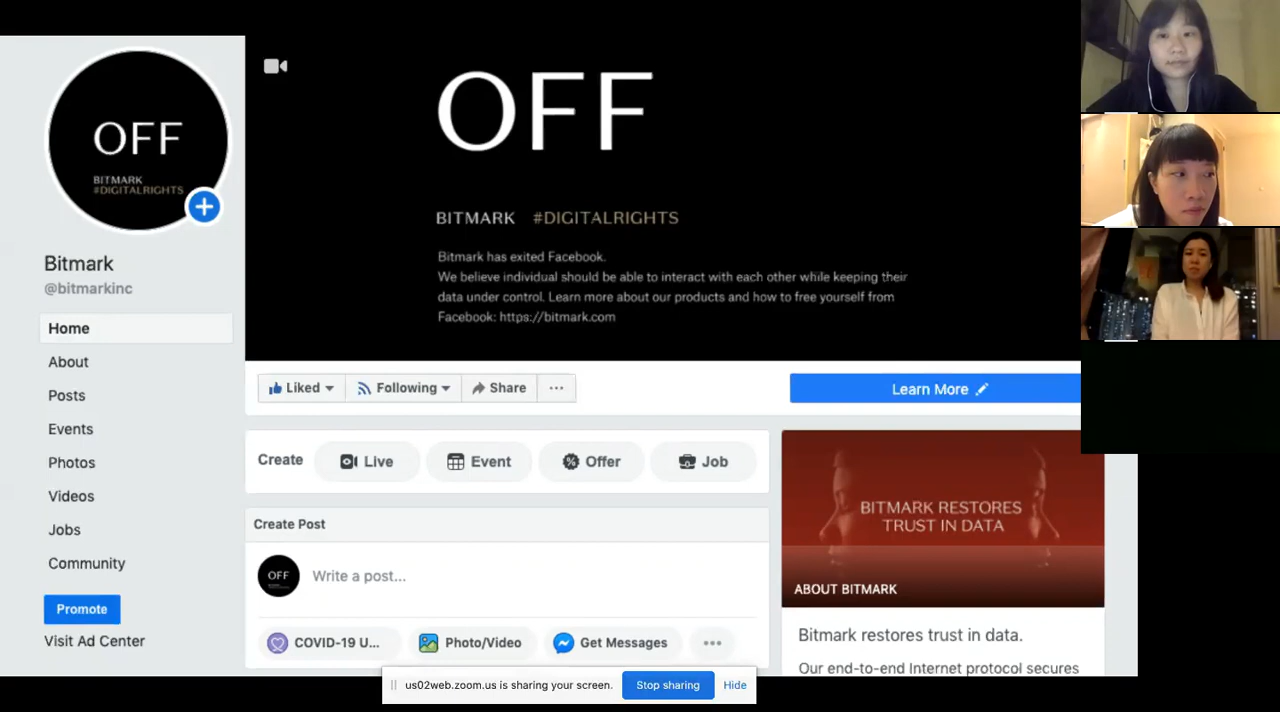 OFF
BITMARK
#DIGITALRIGHTS
Bitmark
@bitmarkinc
Home
About
Posts
Events
Photos
Videos
Jobs
Community
Promote
Visit Ad Center
OFF
BITMARK #DIGITALRIGHTS
Bitmark has exited Facebook.
We believe individual should be able to interact with each other while keeping their
data under control. Learn more about our products and how to free yourself from
Facebook: https://bitmark.com
Liked Following Share ...
Learn More
Create Live Event Offer Job
Create Post
OFF
Write a post...
COVID-19 U... Photo/Video Get Messages ...
BITMARK RESTORES
TRUST IN DATA
ABOUT BITMARK
Bitmark restores trust in data.
Our end-to-end Internet protocol secures
us02web.zoom.us is sharing your screen. Stop sharing Hide